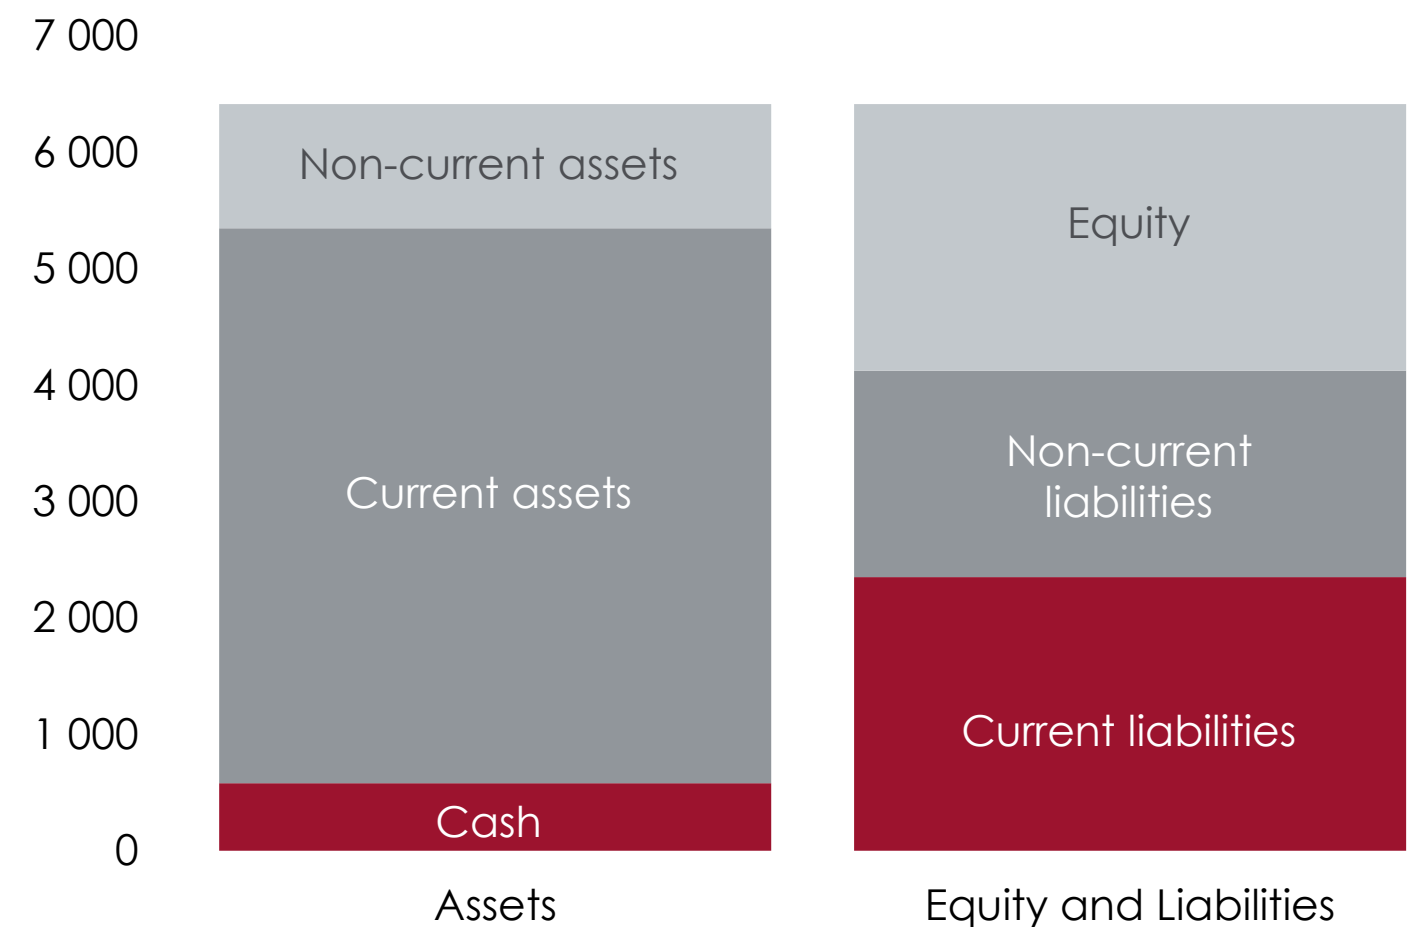 7 000
6 000
5 000
4 000
3 000
2 000
1 000
0
Non-current assets
Current assets
Cash
Assets
Equity
Non-current
liabilities
Current liabilities
Equity and Liabilities